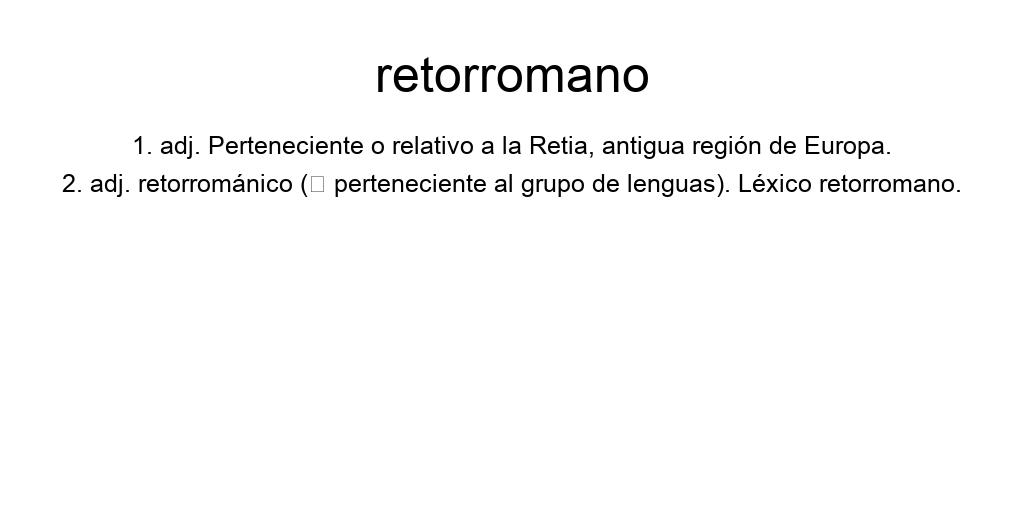 retorromano
1. adj. Perteneciente o relativo a la Retia, antigua región de Europa.
2. adj. retorrománico (▯ perteneciente al grupo de lenguas). Léxico retorromano.